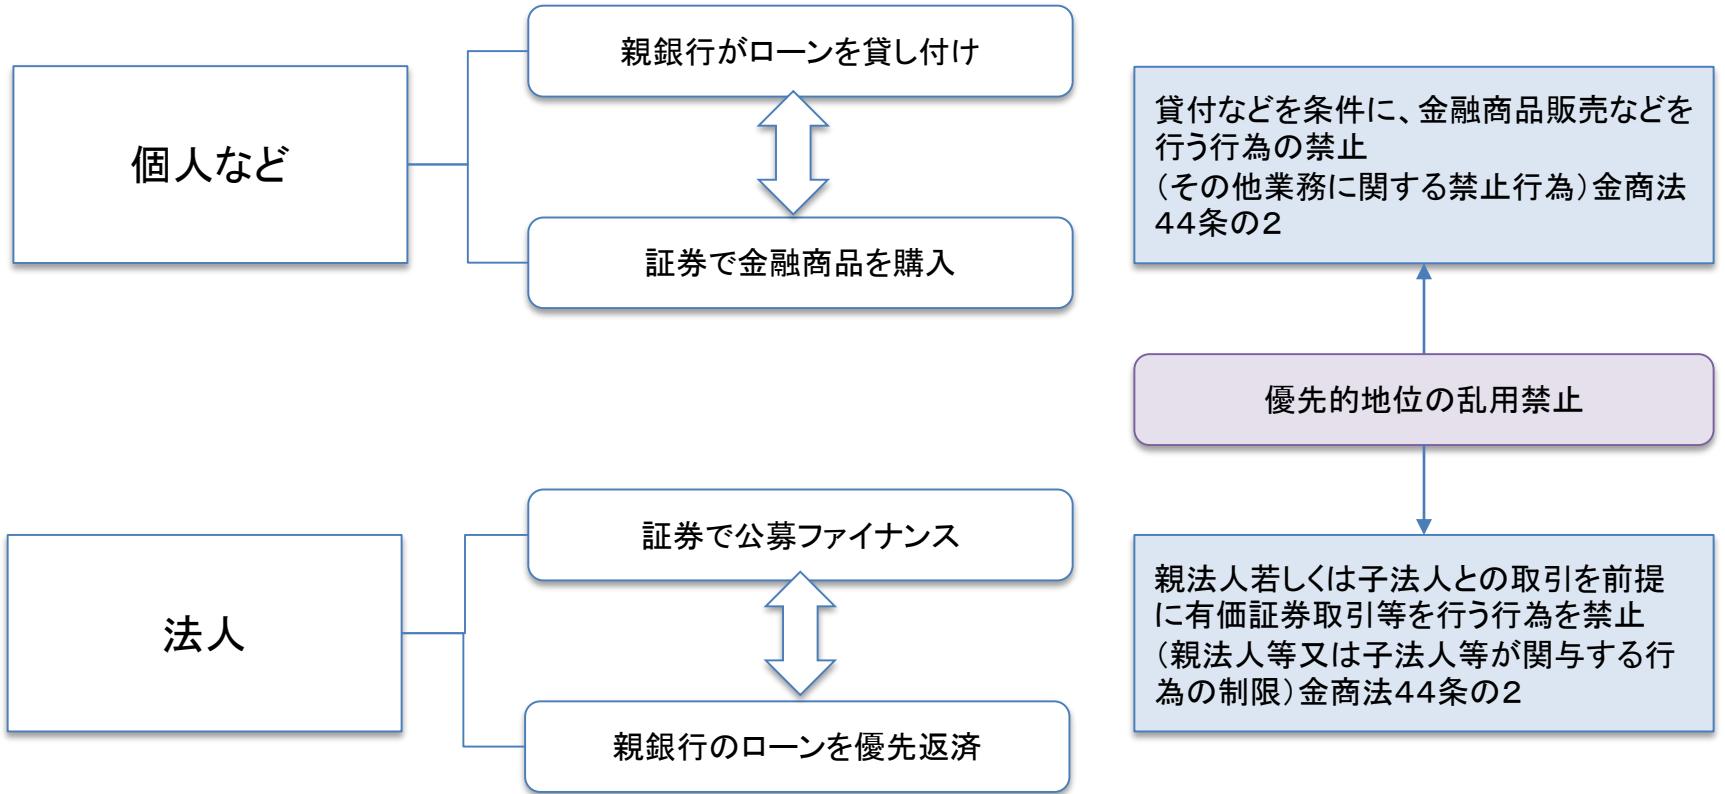 個人など
親銀行がローンを貸し付け
証券で金融商品を購入
貸付などを条件に、金融商品販売などを
行う行為の禁止
（その他業務に関する禁止行為）金商法
44条の2
優先的地位の乱用禁止
法人
証券で公募ファイナンス
親銀行のローンを優先返済
親法人若しくは子法人との取引を前提
に有価証券取引等を行う行為を禁止
（親法人等又は子法人等が関与する行
為の制限）金商法44条の2